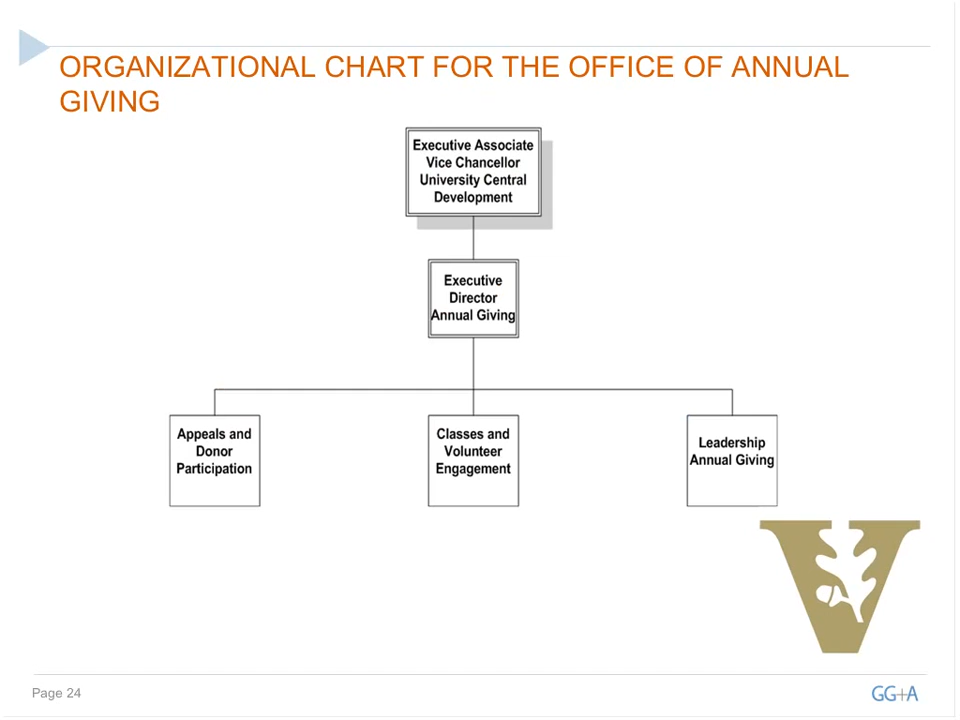 ORGANIZATIONAL CHART FOR THE OFFICE OF ANNUAL
GIVING
Executive Associate
Vice Chancellor
University Central
Development
Executive
Director
Annual Giving
Appeals and
Donor
Participation
Classes and
Volunteer
Engagement
Leadership
Annual Giving
V
Page 24
GG+A